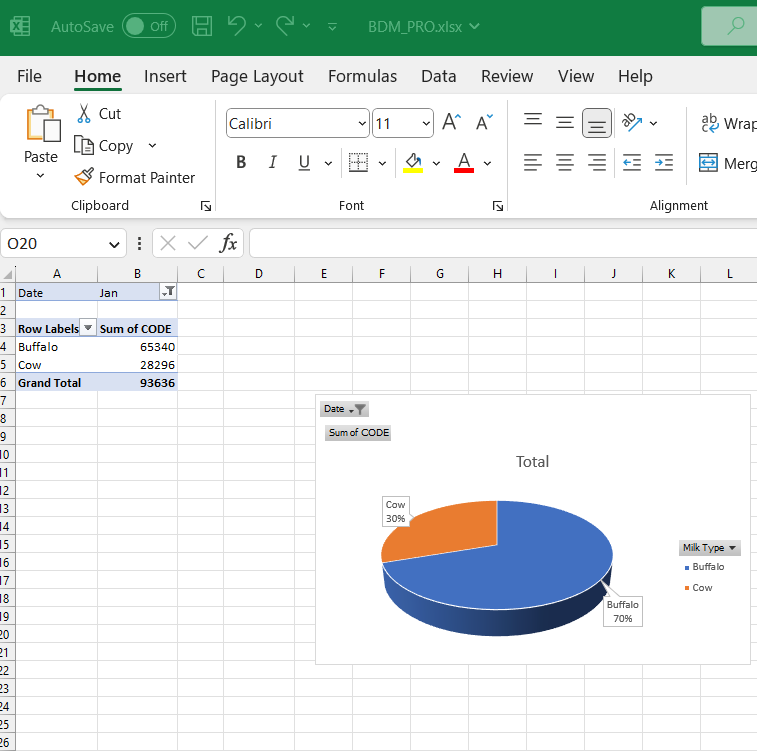 AutoSave Off BDM_PRO.xlsx
File Home Insert Page Layout Formulas Data Review View Help
Cut
Copy
Paste
Format Painter
Calibri 11
B I U A A A
ab
Wrap
Merg
Clipboard Font Alignment
O20 fx
A B C D E F G H I J K L
1 Date Jan
2
3 Row Labels Sum of CODE
4 Buffalo 65340
5 Cow 28296
6 Grand Total 93636
7
8
9
10
11
12
13
14
15
16
17
18
19
20
21
22
23
24
25
26
Date
Sum of CODE
Total
Cow
30%
Milk Type
Buffalo
Cow
Buffalo
70%